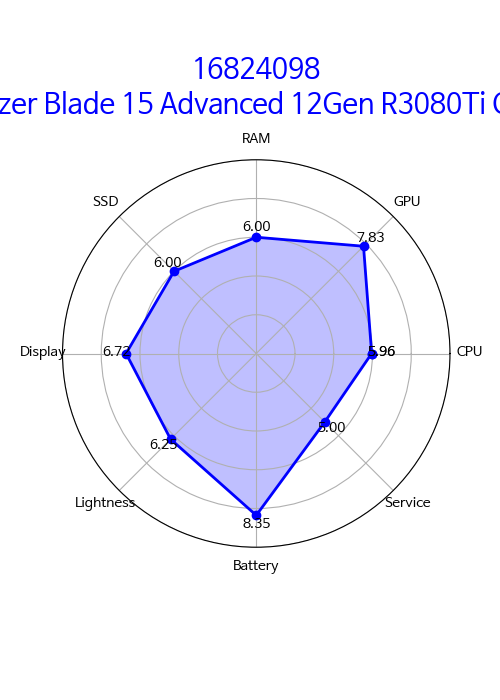 16824098
zer Blade 15 Advanced 12Gen R3080Ti
RAM
SSD
GPU
6.00
7.83
6.00
Display
6.72
5.96
CPU
5.00
6.25
Lightness
Service
8.35
Battery